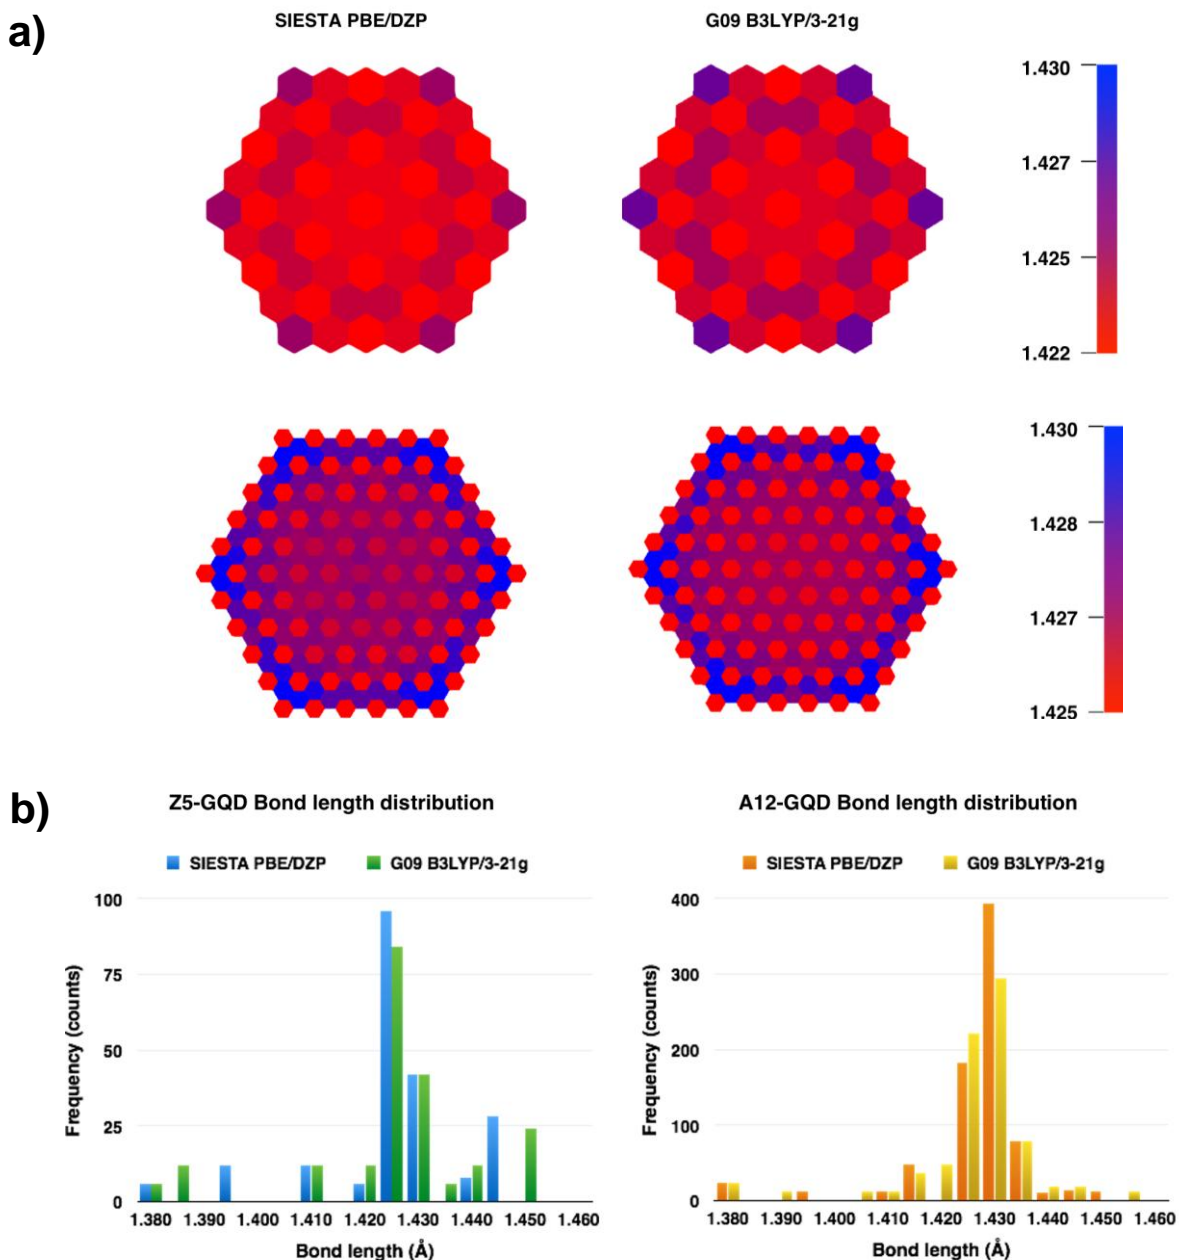 a)
SIESTA PBE/DZP
G09 B3LYP/3-21g
1.430
1.427
1.425
1.422
1.430
1.428
1.427
1.425
b)
Z5-GQD Bond length distribution
SIESTA PBE/DZP
G09 B3LYP/3-21g
Frequency (counts)
100
75
50
25
0
1.380 1.390 1.400 1.410 1.420 1.430 1.440 1.450 1.460
Bond length (Å)
A12-GQD Bond length distribution
SIESTA PBE/DZP
G09 B3LYP/3-21g
Frequency (counts)
400
300
200
100
0
1.380 1.390 1.400 1.410 1.420 1.430 1.440 1.450 1.460
Bond length (Å)